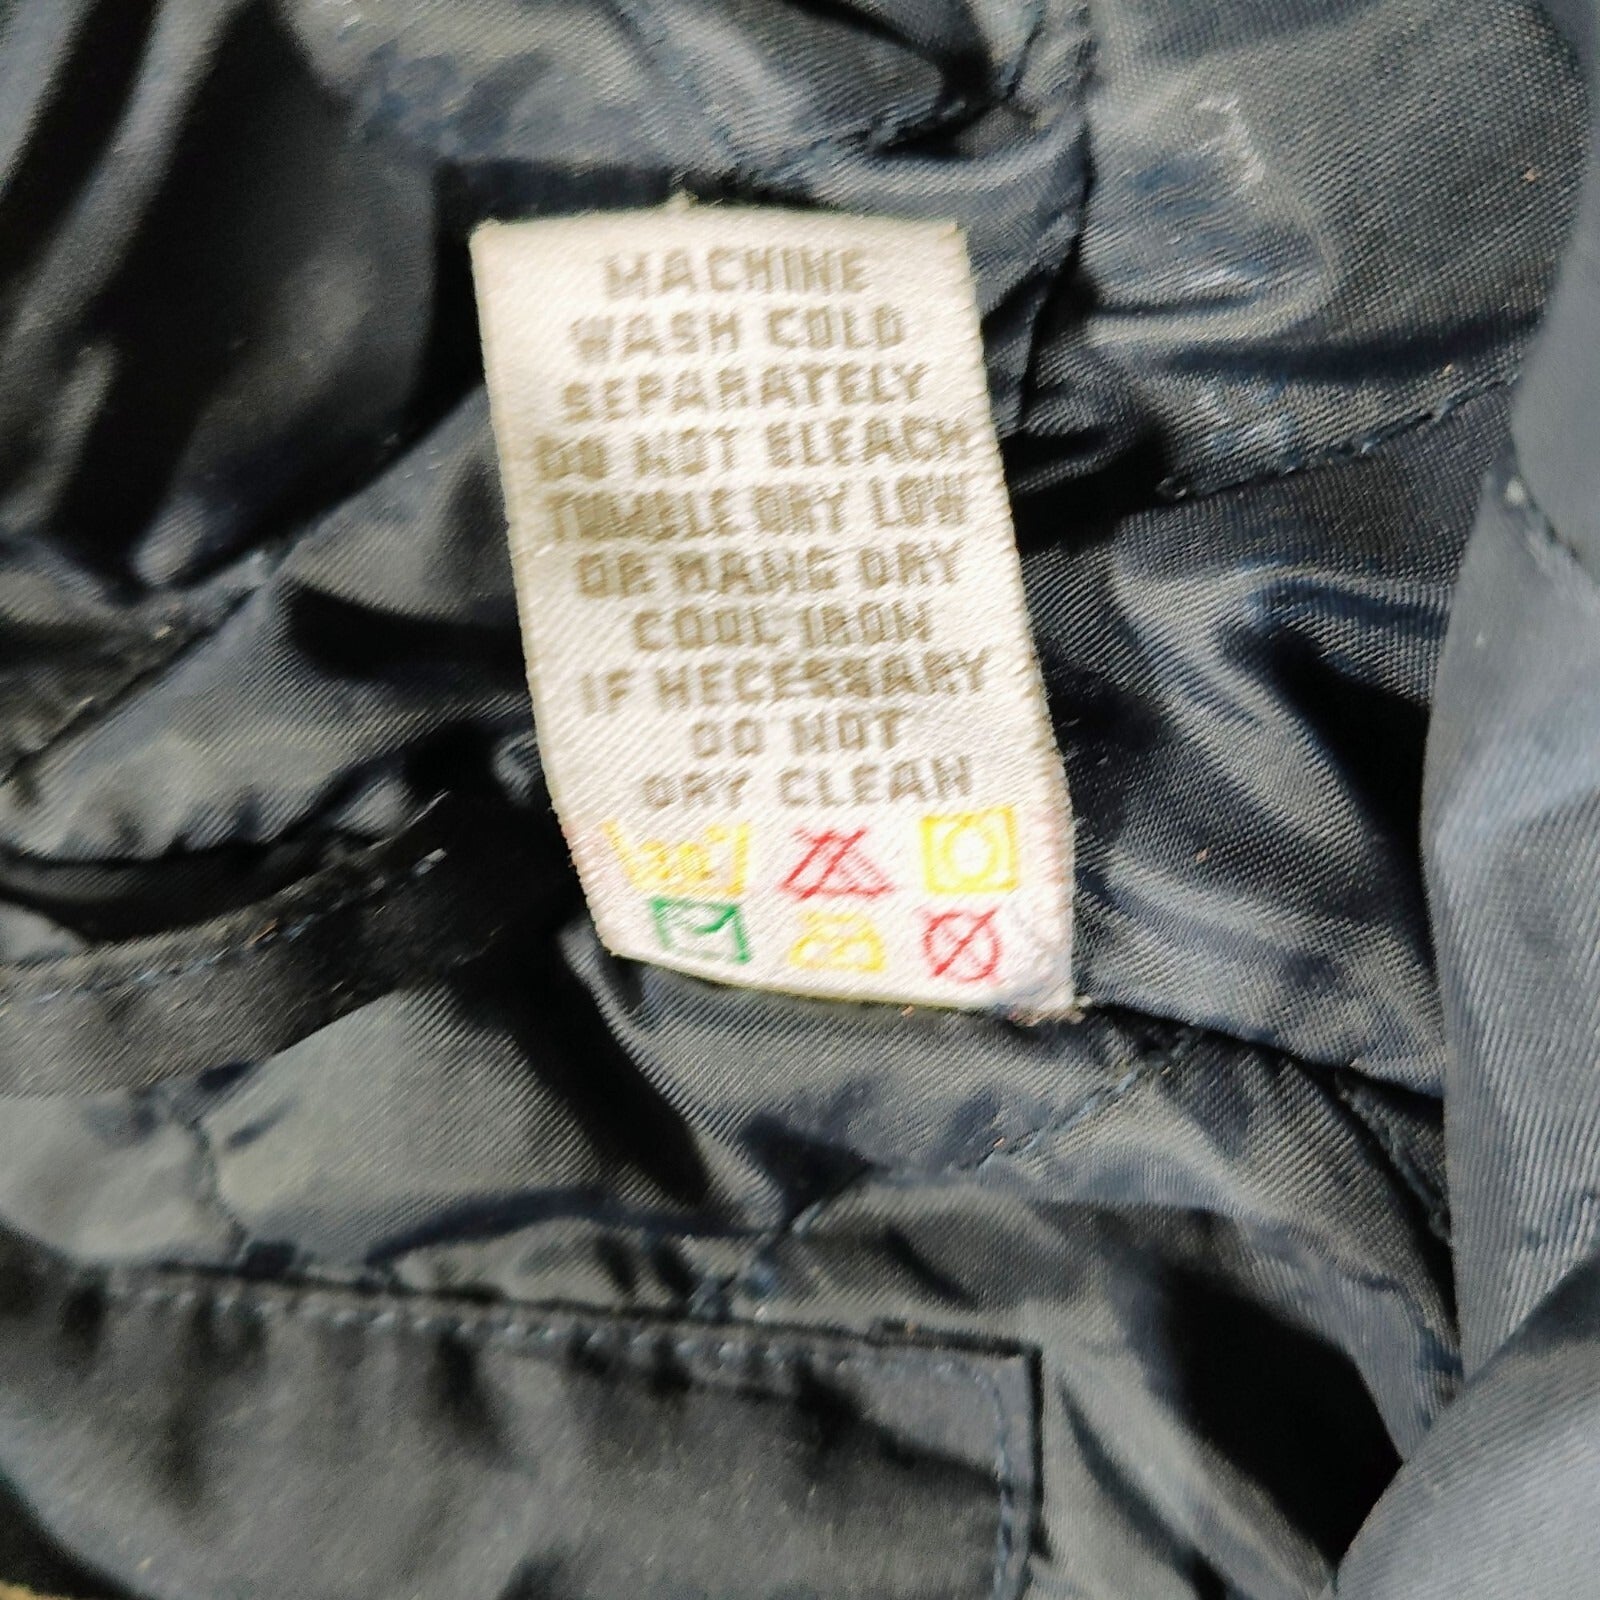 MACHINE
WASH COLD
SEPARATELY
DO NOT BLEACH
TUMBLE DRY LOW
OR HANG DRY
COOL IRON
IF NECESSARY
DO NOT
DRY CLEAN
30°